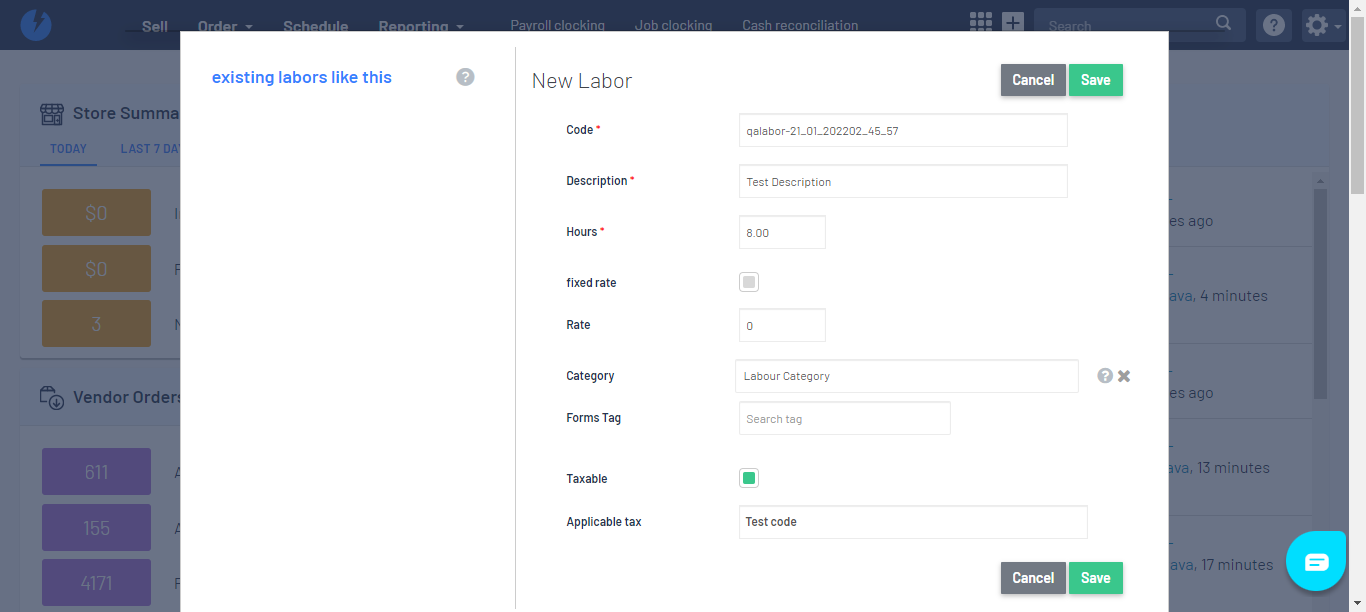 Sell Order Schedule Reporting Payroll clocking Job clocking Cash reconciliation Search
existing labors like this
New Labor
Cancel Save
Code * qalabor-21_01_202202_45_57
Description * Test Description
Hours * 8.00
fixed rate
Rate 0
Category Labour Category
Forms Tag Search tag
Taxable
Applicable tax Test code
Cancel Save
Store Summa
TODAY LAST 7 DA
$0
$0
3
Vendor Orders
611
155
4171
es ago
ava, 4 minutes
es ago
ava, 13 minutes
ava, 17 minutes